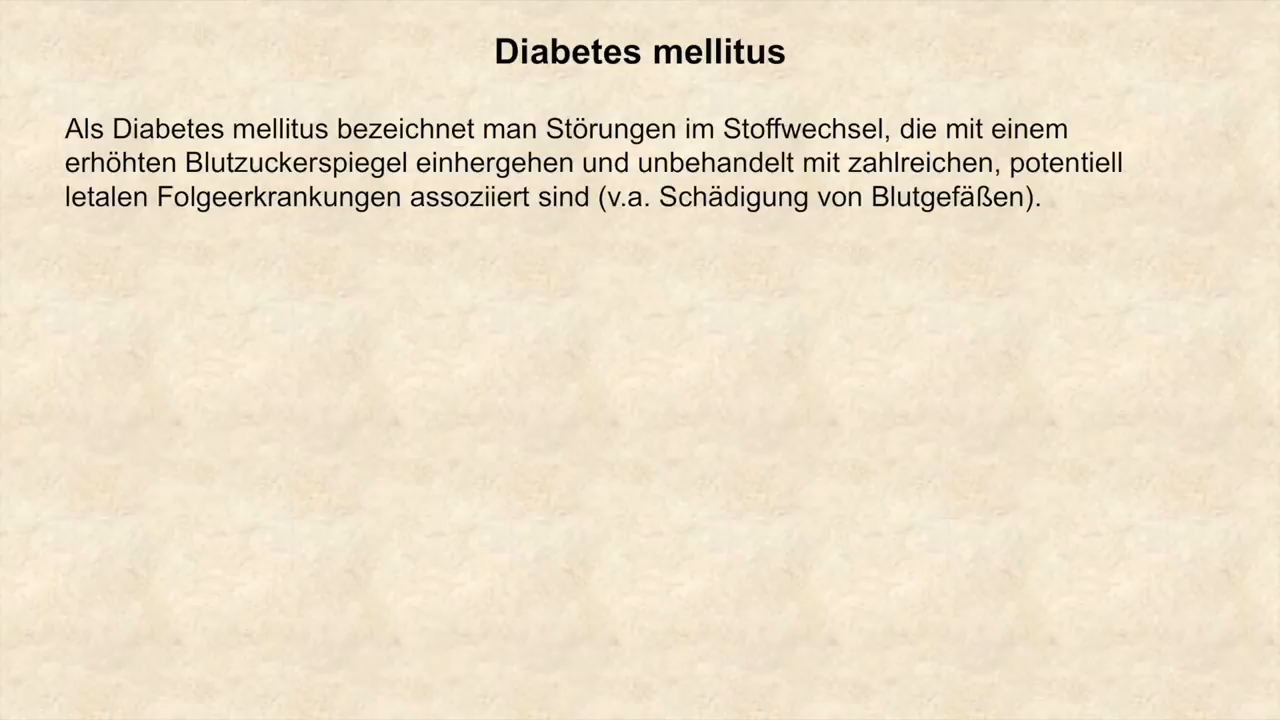 Diabetes mellitus
Als Diabetes mellitus bezeichnet man Störungen im Stoffwechsel, die mit einem
erhöhten Blutzuckerspiegel einhergehen und unbehandelt mit zahlreichen, potentiell
letalen Folgeerkrankungen assoziiert sind (v.a. Schädigung von Blutgefäßen).